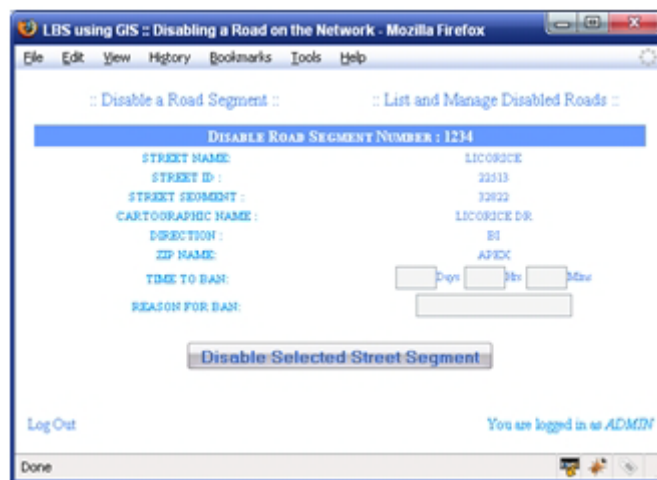 LBS using GIS :: Disabling a Road on the Network - Mozilla Firefox
File Edit View History Bookmarks Tools Help
:: Disable a Road Segment :: :: List and Manage Disabled Roads ::
DISABLE ROAD SEGMENT NUMBER : 1234
STREET NAME: LICORICE
STREET ID : 22513
STREET SEGMENT : 32822
CARTOGRAPHIC NAME : LICORICE DR
DIRECTION : BI
ZIP NAME: APEX
TIME TO BAN: Days Hrs Mins
REASON FOR BAN:
Disable Selected Street Segment
Log Out You are logged in as ADMIN
Done